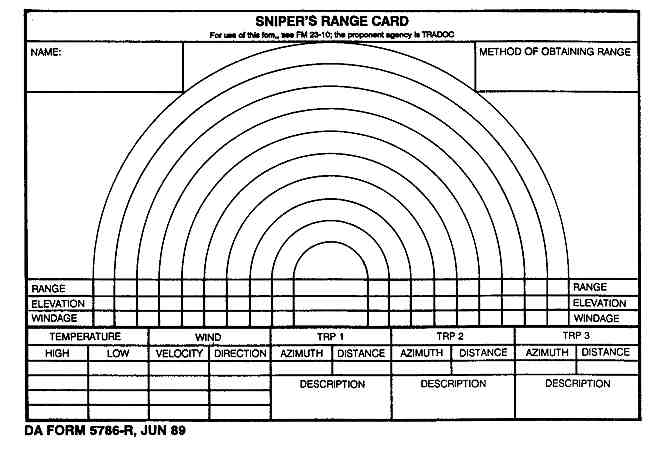 SNIPER'S RANGE CARD
For use of this form, see FM 23-10; the proponent agency is TRADOC
NAME:
METHOD OF OBTAINING RANGE
RANGE RANGE
ELEVATION ELEVATION
WINDAGE WINDAGE
TEMPERATURE WIND TRP 1 TRP 2 TRP 3
HIGH LOW VELOCITY DIRECTION AZIMUTH DISTANCE AZIMUTH DISTANCE AZIMUTH DISTANCE
DESCRIPTION DESCRIPTION DESCRIPTION
DA FORM 5786-R, JUN 89